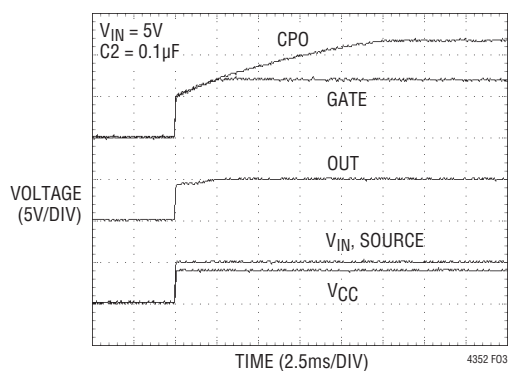 V_IN = 5V
C2 = 0.1µF
CPO
GATE
OUT
VOLTAGE
(5V/DIV)
V_IN, SOURCE
V_CC
TIME (2.5ms/DIV)
4352 F03